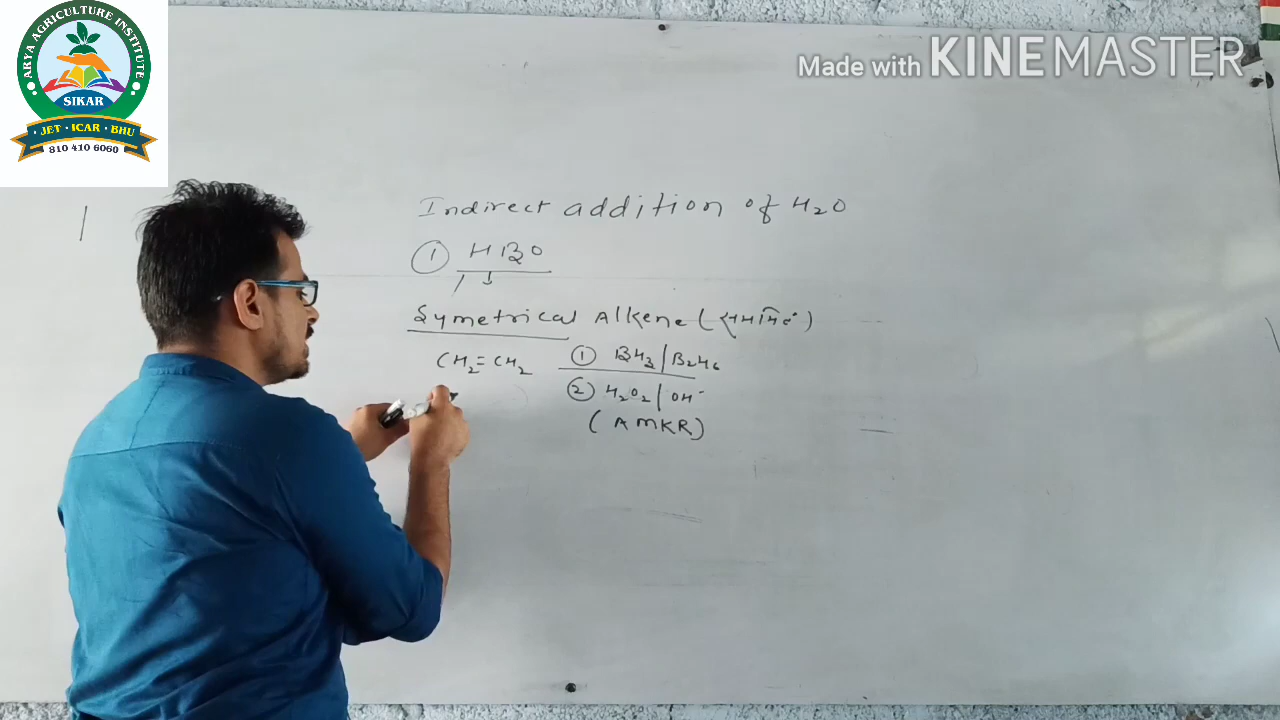 ARYA AGRICULTURE INSTITUTE
SIKAR
JET · ICAR · BHU
810 410 6060
Made with KINEMASTER
Indirect addition of H₂O
① HBO
Symetrical Alkene (सममित)
CH₂=CH₂ ① BH₃/B₂H₆
② H₂O₂/OH⁻
(AMKR)